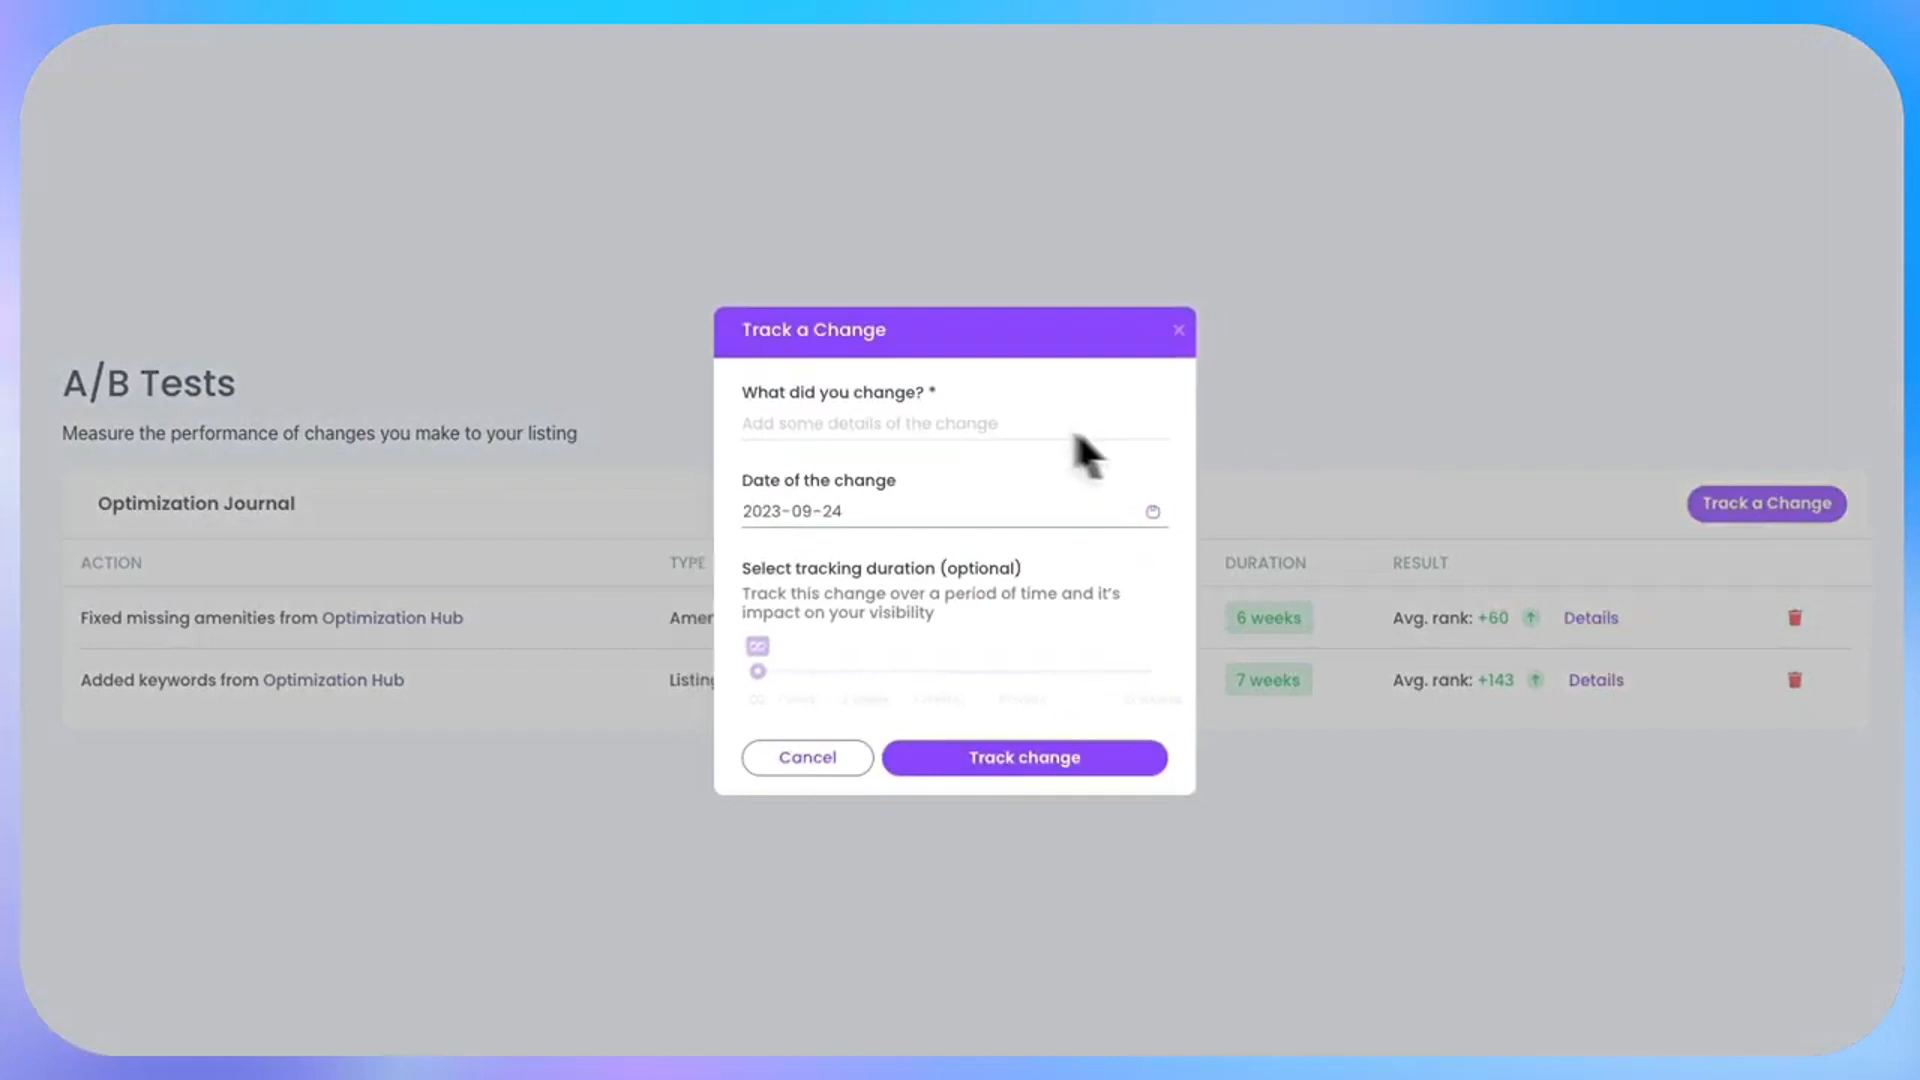 Track a Change
What did you change? *
Add some details of the change
Date of the change
2023-09-24
Select tracking duration (optional)
Track this change over a period of time and it's
impact on your visibility
Cancel
Track change
A/B Tests
Measure the performance of changes you make to your listing
Optimization Journal
Track a Change
ACTION
TYPE
DURATION
RESULT
Fixed missing amenities from Optimization Hub
Amer
6 weeks
Avg. rank: +60
Details
Added keywords from Optimization Hub
Listing
7 weeks
Avg. rank: +143
Details